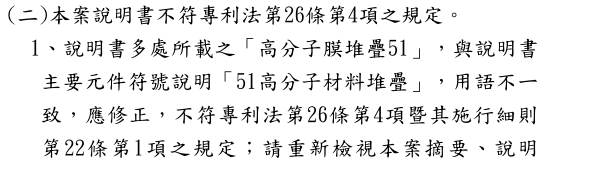 (二)本案說明書不符專利法第26條第4項之規定。
1、說明書多處所載之「高分子膜堆疊51」,與說明書
主要元件符號說明「51高分子材料堆疊」,用語不一
致,應修正,不符專利法第26條第4項暨其施行細則
第22條第1項之規定;請重新檢視本案摘要、說明